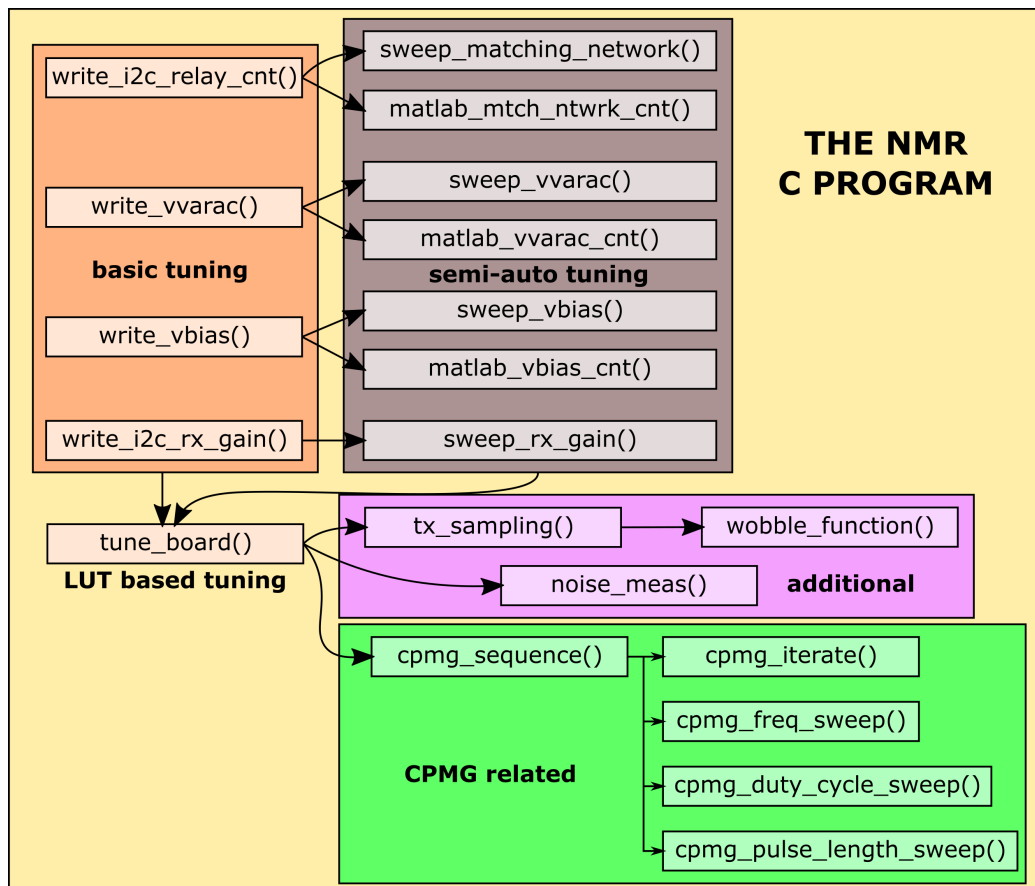 THE NMR
C PROGRAM
write_i2c_relay_cnt()
write_vvarac()
basic tuning
write_vbias()
write_i2c_rx_gain()
sweep_matching_network()
matlab_mtch_ntwrk_cnt()
sweep_vvarac()
matlab_vvarac_cnt()
semi-auto tuning
sweep_vbias()
matlab_vbias_cnt()
sweep_rx_gain()
tune_board()
LUT based tuning
tx_sampling()
wobble_function()
noise_meas()
additional
cpmg_sequence()
cpmg_iterate()
cpmg_freq_sweep()
CPMG related
cpmg_duty_cycle_sweep()
cpmg_pulse_length_sweep()